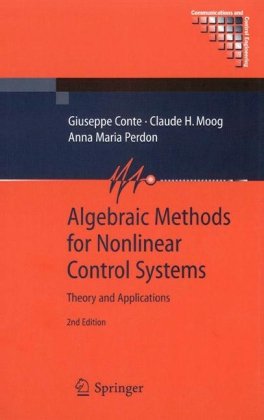 Communications and
Control Engineering
Giuseppe Conte · Claude H. Moog
Anna Maria Perdon
Algebraic Methods
for Nonlinear
Control Systems
Theory and Applications
2nd Edition
Springer